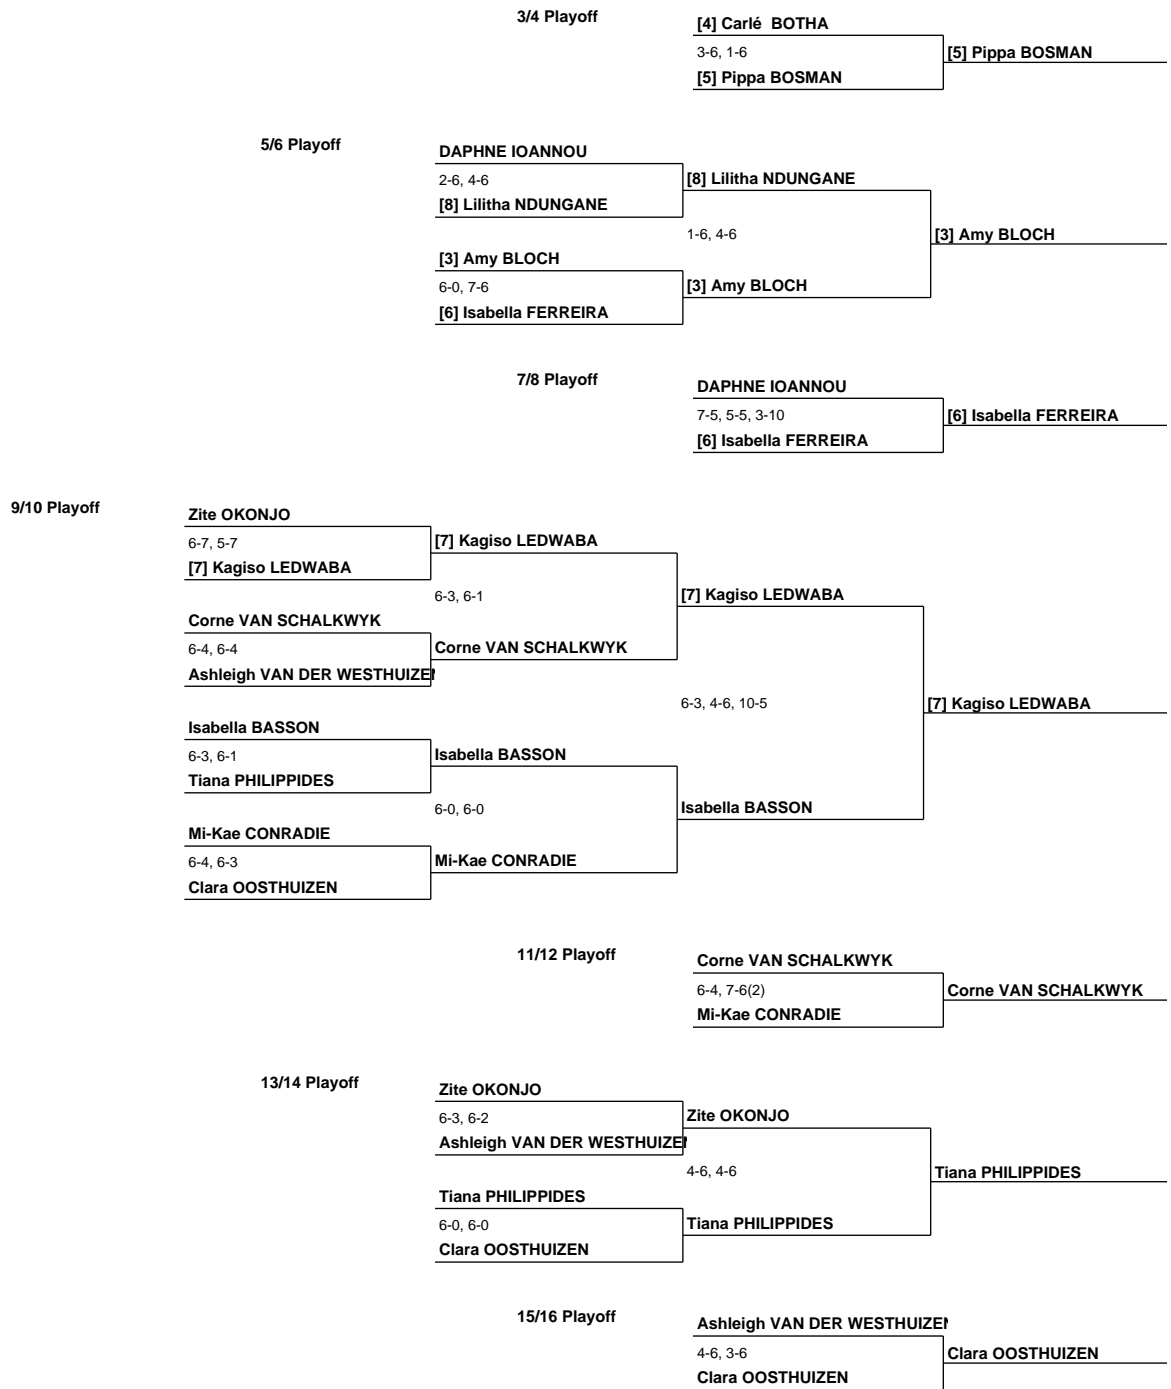 3/4 Playoff
[4] Carlé  BOTHA
3-6, 1-6
[5] Pippa BOSMAN
[5] Pippa BOSMAN
5/6 Playoff
DAPHNE IOANNOU
2-6, 4-6
[8] Lilitha NDUNGANE
[8] Lilitha NDUNGANE
1-6, 4-6
[3] Amy BLOCH
[3] Amy BLOCH
6-0, 7-6
[3] Amy BLOCH
[6] Isabella FERREIRA
7/8 Playoff
DAPHNE IOANNOU
7-5, 5-5, 3-10
[6] Isabella FERREIRA
[6] Isabella FERREIRA
9/10 Playoff
Zite OKONJO
6-7, 5-7
[7] Kagiso LEDWABA
[7] Kagiso LEDWABA
6-3, 6-1
[7] Kagiso LEDWABA
Corne VAN SCHALKWYK
6-4, 6-4
Corne VAN SCHALKWYK
Ashleigh VAN DER WESTHUIZEN
6-3, 4-6, 10-5
[7] Kagiso LEDWABA
Isabella BASSON
6-3, 6-1
Isabella BASSON
Tiana PHILIPPIDES
6-0, 6-0
Isabella BASSON
Mi-Kae CONRADIE
6-4, 6-3
Mi-Kae CONRADIE
Clara OOSTHUIZEN
11/12 Playoff
Corne VAN SCHALKWYK
6-4, 7-6(2)
Corne VAN SCHALKWYK
Mi-Kae CONRADIE
13/14 Playoff
Zite OKONJO
6-3, 6-2
Zite OKONJO
Ashleigh VAN DER WESTHUIZEN
4-6, 4-6
Tiana PHILIPPIDES
Tiana PHILIPPIDES
6-0, 6-0
Tiana PHILIPPIDES
Clara OOSTHUIZEN
15/16 Playoff
Ashleigh VAN DER WESTHUIZEN
4-6, 3-6
Clara OOSTHUIZEN
Clara OOSTHUIZEN